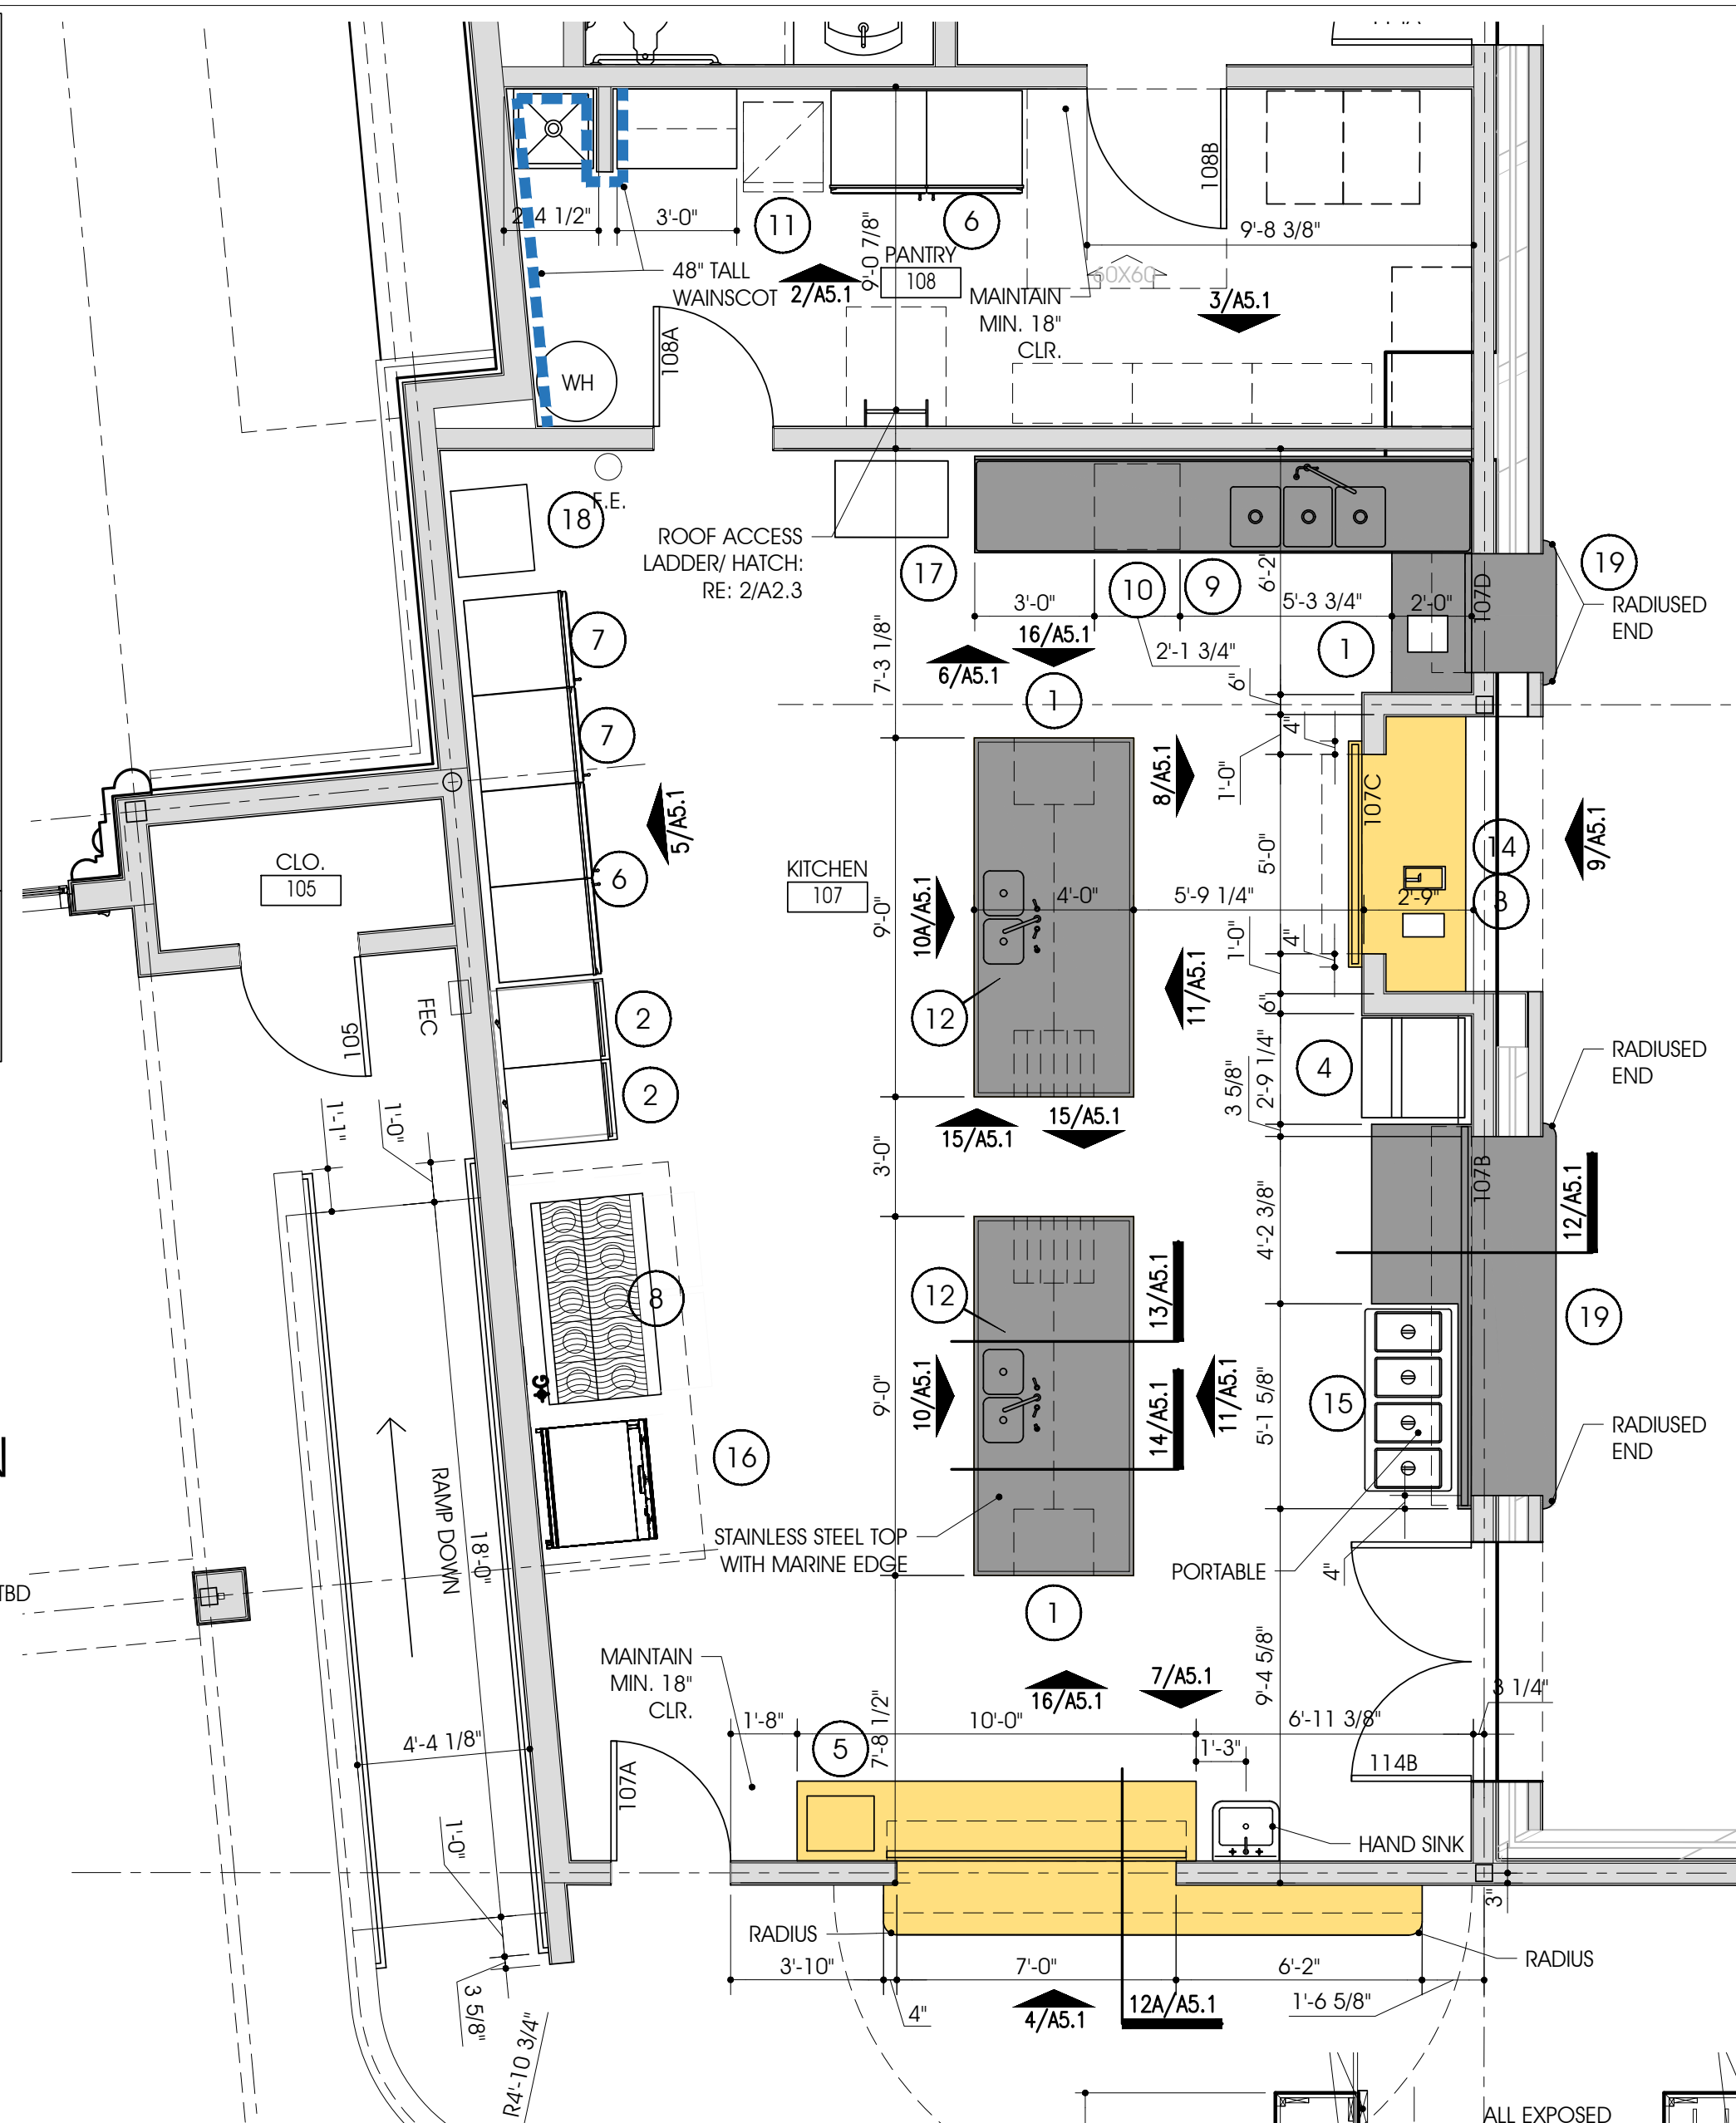 2'-4 1/2"
3'-0"
11
9'-0 7/8"
6
PANTRY
108
108B
9'-8 3/8"
60X60
48" TALL
WAINSCOT
2/A5.1
MAINTAIN
MIN. 18"
CLR.
3/A5.1
108A
WH
F.E.
18
ROOF ACCESS
LADDER/ HATCH:
RE: 2/A2.3
17
3'-0"
10
9
6'-2"
5'-3 3/4"
2'-0"
107D
19
RADIUSED
END
16/A5.1
2'-1 3/4"
1
6/A5.1
7'-3 1/8"
6"
7
1
7
8/A5.1
4"
1'-0"
107C
5/A5.1
5'-0"
14
9/A5.1
CLO.
105
6
KITCHEN
107
9'-0"
10A/A5.1
4'-0"
5'-9 1/4"
2'-9"
3
1'-0"
4"
11/A5.1
6"
FEC
105
2
12
2
4
3 5/8"
2'-9 1/4"
RADIUSED
END
1'-1"
1'-0"
15/A5.1
15/A5.1
3'-0"
107B
12/A5.1
4'-2 3/8"
8
12
13/A5.1
19
G
9'-0"
10/A5.1
14/A5.1
11/A5.1
5'-1 5/8"
15
RADIUSED
END
16
RAMP DOWN
18'-0"
STAINLESS STEEL TOP
WITH MARINE EDGE
PORTABLE
4"
TBD
1
MAINTAIN
MIN. 18"
CLR.
16/A5.1
7/A5.1
9'-4 5/8"
3 1/4"
4'-4 1/8"
1'-8"
5
7'-8 1/2"
10'-0"
6'-11 3/8"
1'-3"
107A
114B
1'-0"
HAND SINK
3"
RADIUS
RADIUS
3'-10"
7'-0"
6'-2"
3 5/8"
4"
4/A5.1
12A/A5.1
1'-6 5/8"
R4'-10 3/4"
ALL EXPOSED